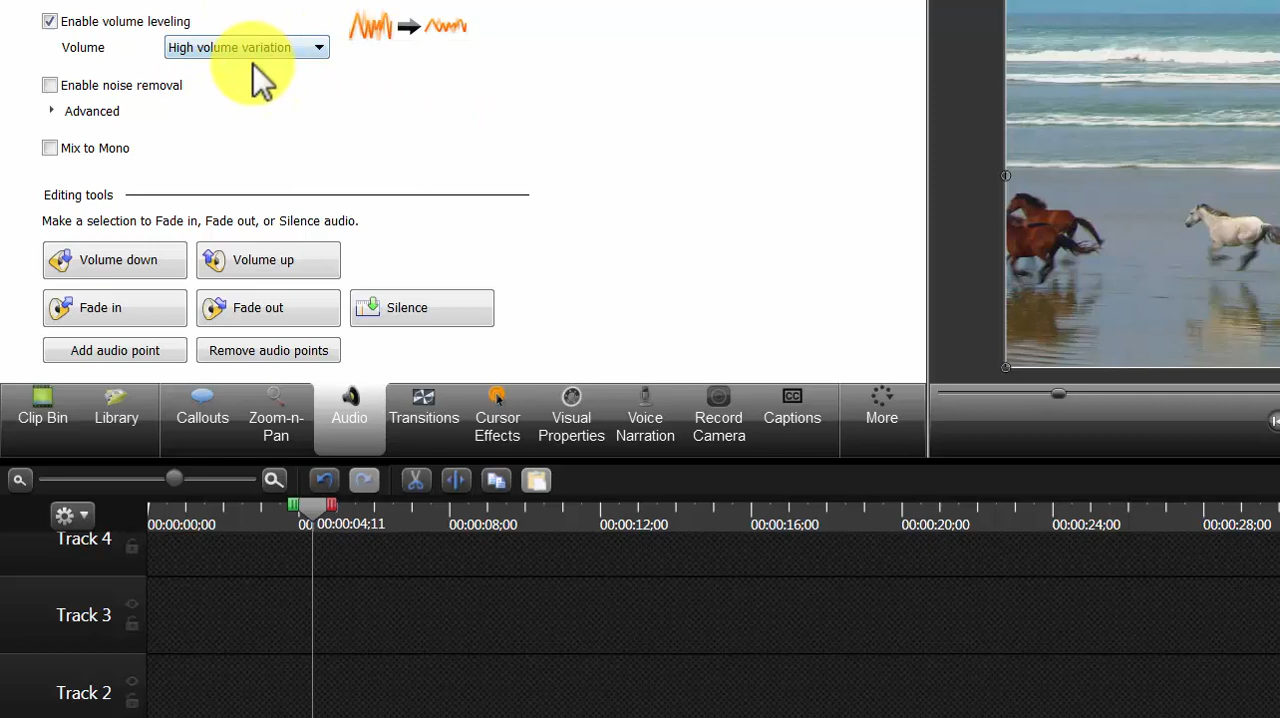 Enable volume leveling
Volume High volume variation
Enable noise removal
Advanced
Mix to Mono
Editing tools
Make a selection to Fade in, Fade out, or Silence audio.
Volume down Volume up
Fade in Fade out Silence
Add audio point Remove audio points
Clip Bin Library Callouts Zoom-n-Pan Audio Transitions Cursor Effects Visual Properties Voice Narration Record Camera Captions More
00:00:00;00 00:00:04;11 00:00:08;00 00:00:12;00 00:00:16;00 00:00:20;00 00:00:24;00 00:00:28;00
Track 4
Track 3
Track 2